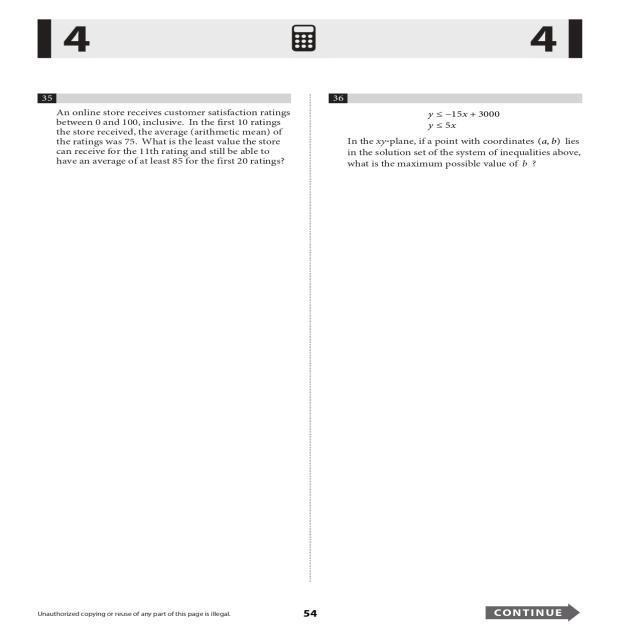 4 4
35
An online store receives customer satisfaction ratings
between 0 and 100, inclusive. In the first 10 ratings
the store received, the average (arithmetic mean) of
the ratings was 75. What is the least value the store
can receive for the 11th rating and still be able to
have an average of at least 85 for the first 20 ratings?
36
y ≤ −15x + 3000
y ≤ 5x
In the xy-plane, if a point with coordinates (a, b) lies
in the solution set of the system of inequalities above,
what is the maximum possible value of b ?
Unauthorized copying or reuse of any part of this page is illegal.
54
CONTINUE